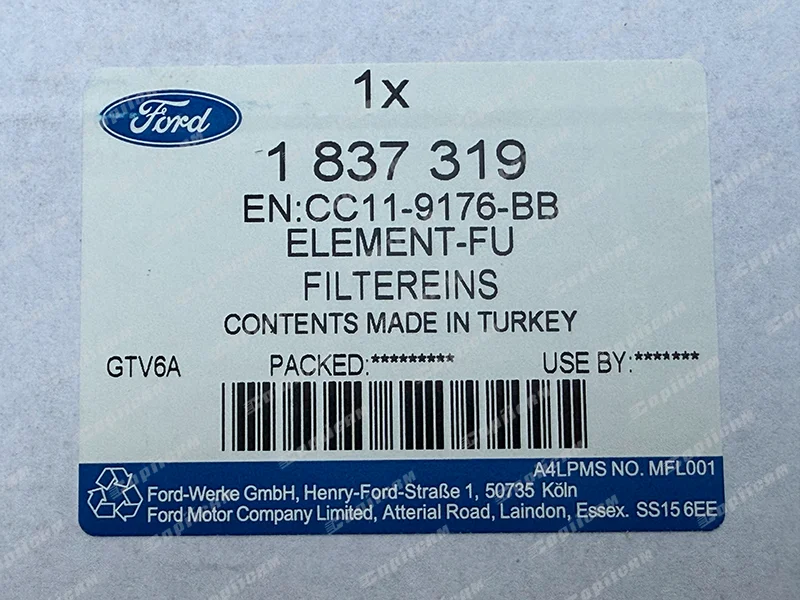 1x
Ford
1 837 319
EN:CC11-9176-BB
ELEMENT-FU
FILTEREINS
CONTENTS MADE IN TURKEY
GTV6A PACKED:********* USE BY:*******
A4LPMS NO. MFL001
Ford-Werke GmbH, Henry-Ford-Straße 1, 50735 Köln
Ford Motor Company Limited, Atterial Road, Laindon, Essex. SS15 6EE